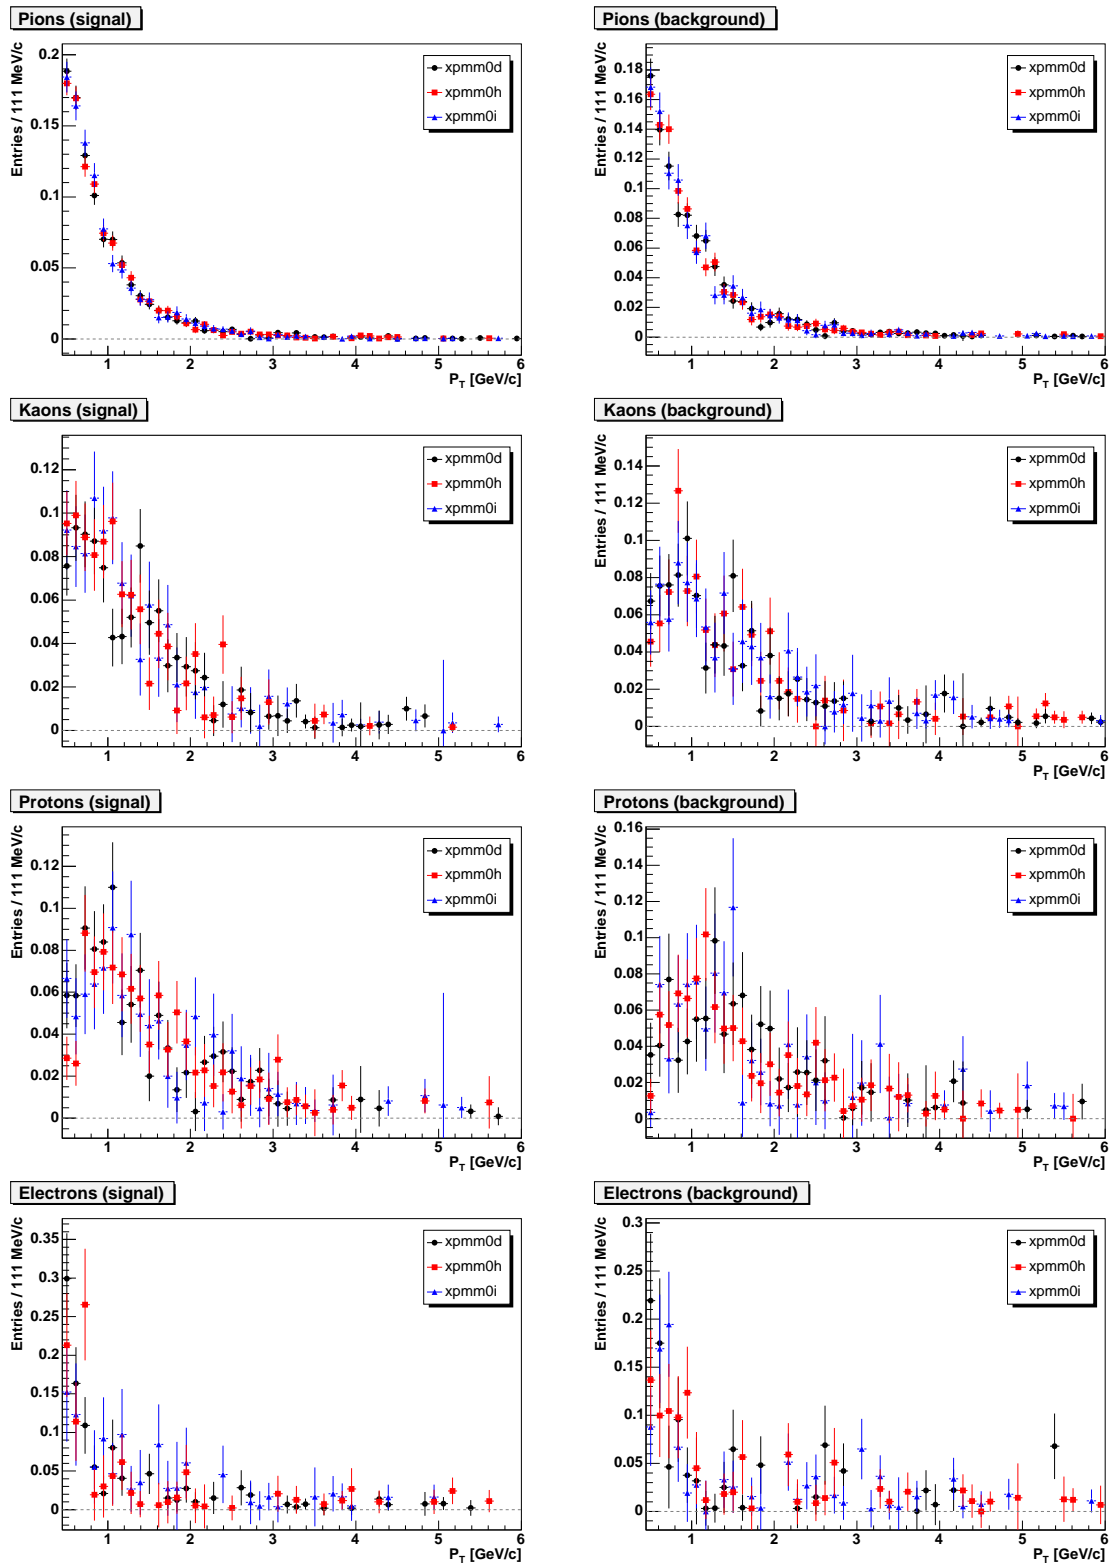 Pions (signal)
Entries / 111 MeV/c
0.2
0.15
0.1
0.05
0
xpmm0d
xpmm0h
xpmm0i
1 2 3 4 5 6
P_T [GeV/c]
Pions (background)
Entries / 111 MeV/c
0.18
0.16
0.14
0.12
0.1
0.08
0.06
0.04
0.02
0
xpmm0d
xpmm0h
xpmm0i
1 2 3 4 5 6
P_T [GeV/c]
Kaons (signal)
Entries / 111 MeV/c
0.12
0.1
0.08
0.06
0.04
0.02
0
xpmm0d
xpmm0h
xpmm0i
1 2 3 4 5 6
P_T [GeV/c]
Kaons (background)
Entries / 111 MeV/c
0.14
0.12
0.1
0.08
0.06
0.04
0.02
0
xpmm0d
xpmm0h
xpmm0i
1 2 3 4 5 6
P_T [GeV/c]
Protons (signal)
Entries / 111 MeV/c
0.12
0.1
0.08
0.06
0.04
0.02
0
xpmm0d
xpmm0h
xpmm0i
1 2 3 4 5 6
P_T [GeV/c]
Protons (background)
Entries / 111 MeV/c
0.16
0.14
0.12
0.1
0.08
0.06
0.04
0.02
0
xpmm0d
xpmm0h
xpmm0i
1 2 3 4 5 6
P_T [GeV/c]
Electrons (signal)
Entries / 111 MeV/c
0.35
0.3
0.25
0.2
0.15
0.1
0.05
0
xpmm0d
xpmm0h
xpmm0i
1 2 3 4 5 6
P_T [GeV/c]
Electrons (background)
Entries / 111 MeV/c
0.3
0.25
0.2
0.15
0.1
0.05
0
xpmm0d
xpmm0h
xpmm0i
1 2 3 4 5 6
P_T [GeV/c]